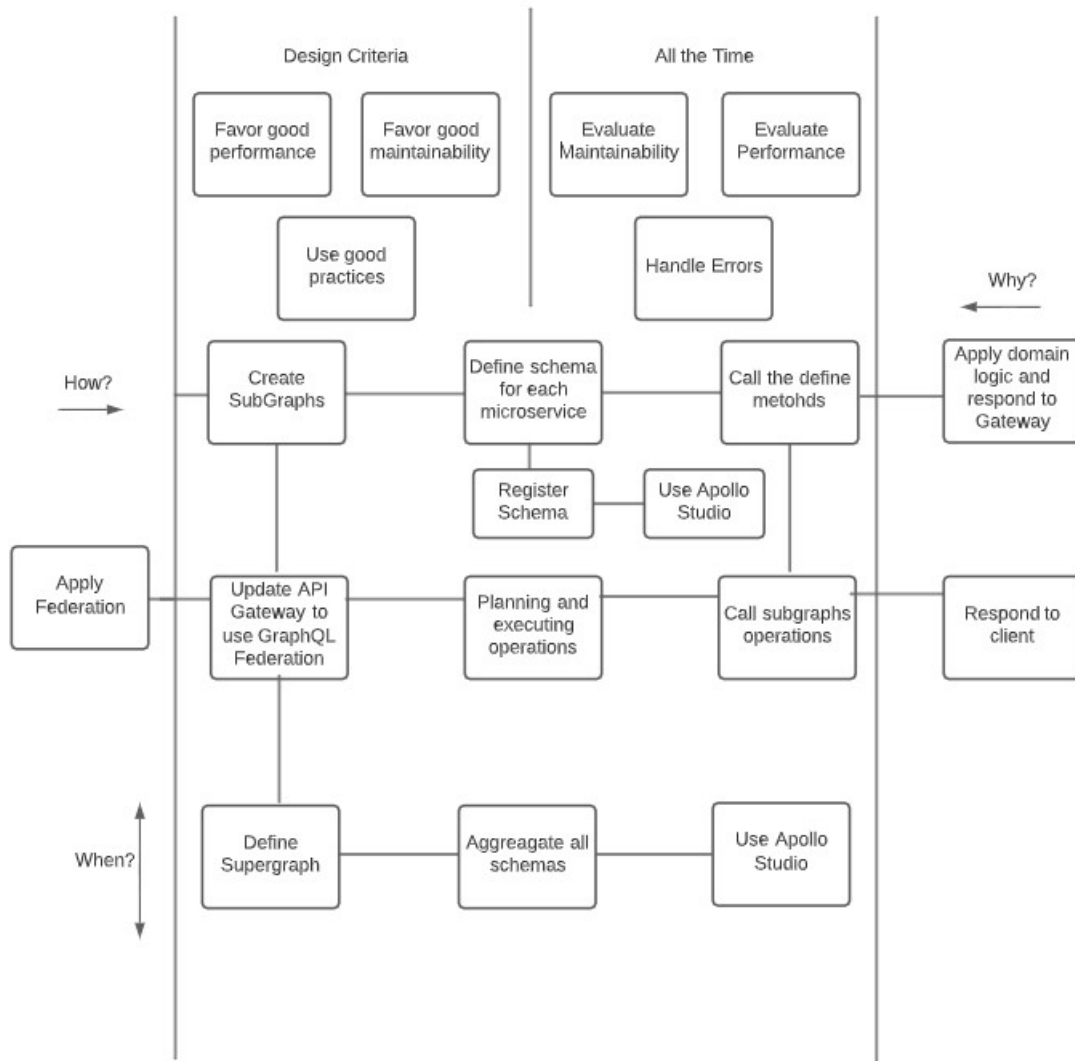 Design Criteria
All the Time
Favor good
performance
Favor good
maintainability
Evaluate
Maintainability
Evaluate
Performance
Use good
practices
Handle Errors
Why?
How?
Create
SubGraphs
Define schema
for each
microservice
Call the define
metohds
Apply domain
logic and
respond to
Gateway
Register
Schema
Use Apollo
Studio
Apply
Federation
Update API
Gateway to
use GraphQL
Federation
Planning and
executing
operations
Call subgraphs
operations
Respond to
client
When?
Define
Supergraph
Aggreagate all
schemas
Use Apollo
Studio